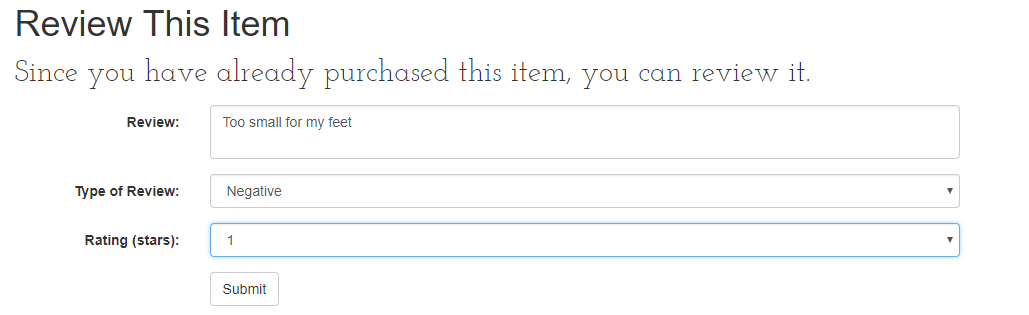 Review This Item
Since you have already purchased this item, you can review it.
Review: Too small for my feet
Type of Review: Negative
Rating (stars): 1
Submit